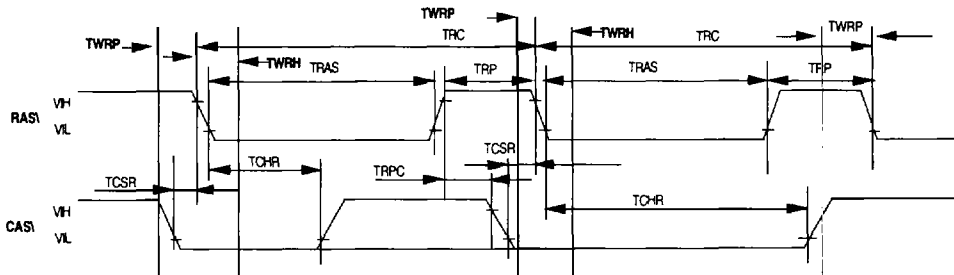 TWRP TWRP
TWRP TRC TWRH TRC
TWRH TRAS TRP TRAS TRP
VIH
RAS\
VIL
TCSR
TCHR TRPC
TCSR TCHR
VIH
CAS\
VIL